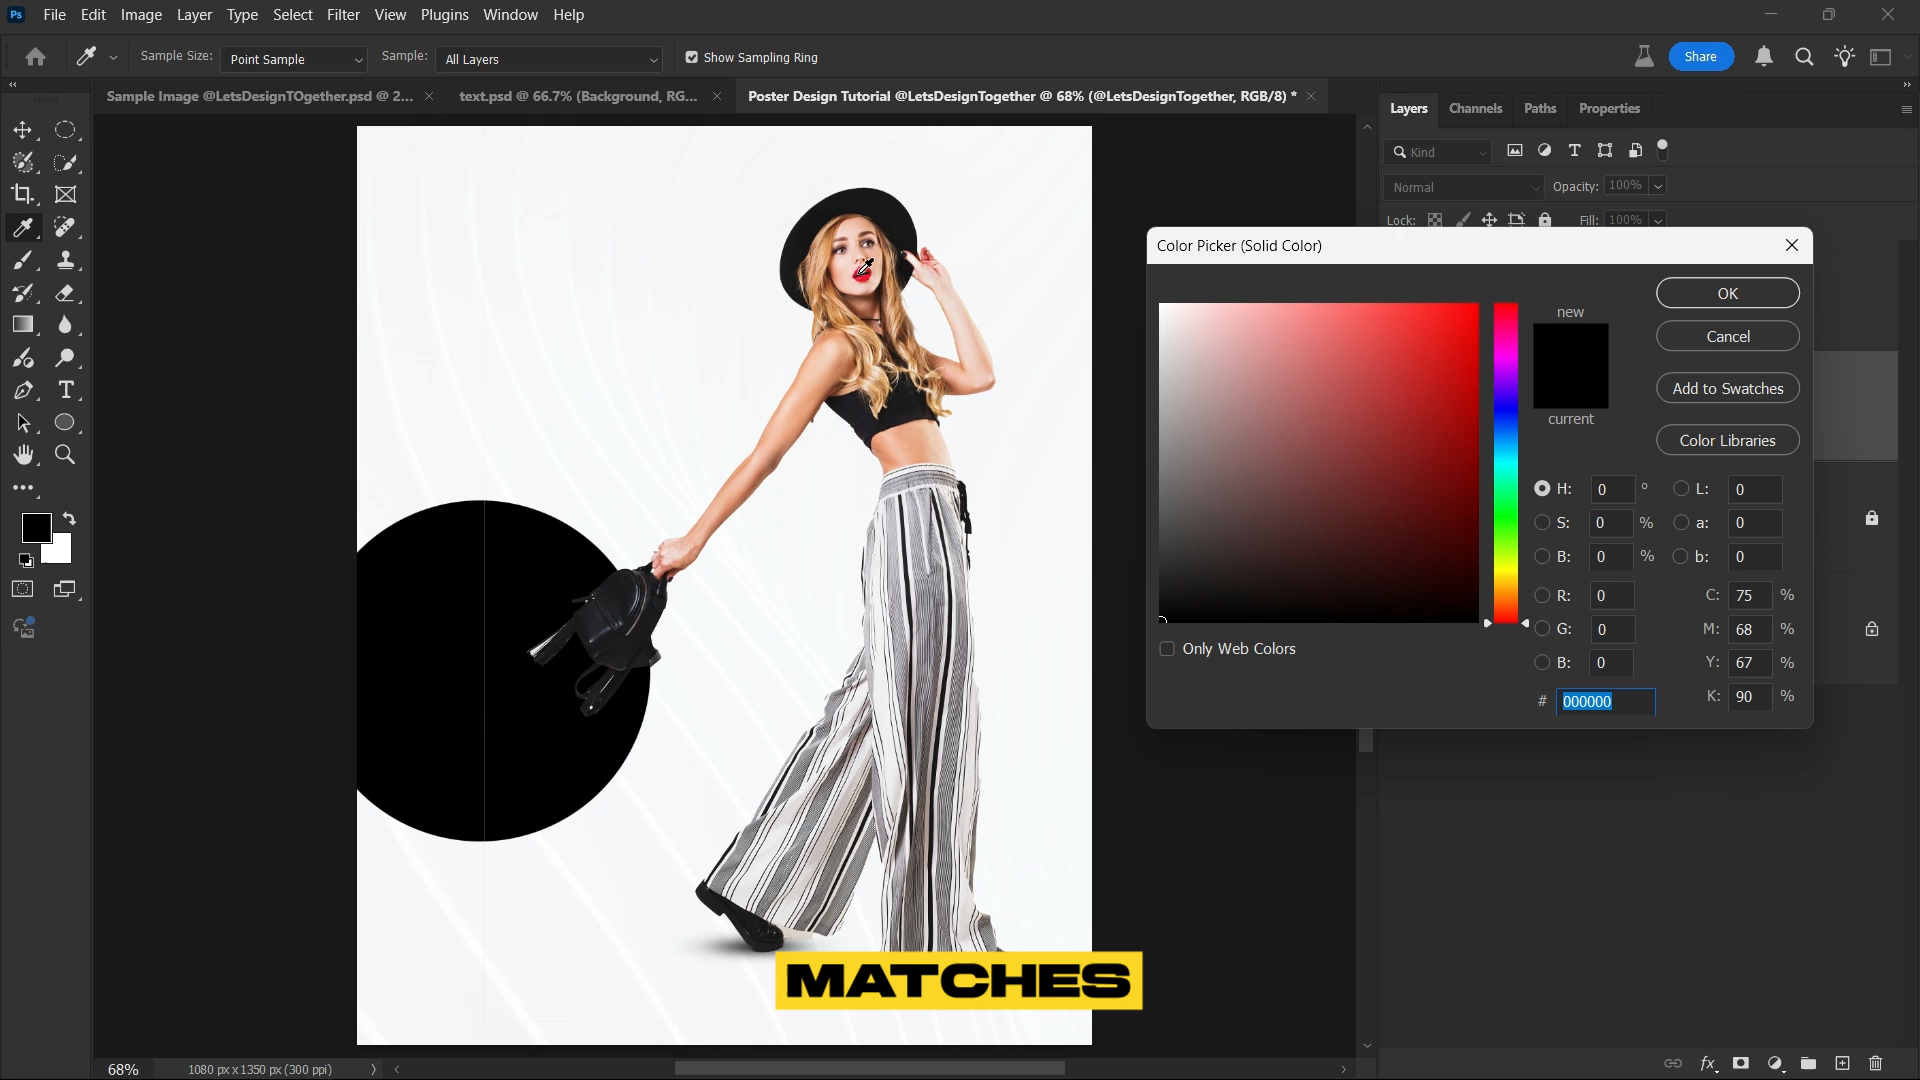 Ps File Edit Image Layer Type Select Filter View Plugins Window Help
Sample Size: Point Sample Sample: All Layers Show Sampling Ring Share
Sample Image @LetsDesignTOgether.psd @ 2... text.psd @ 66.7% (Background, RG... Poster Design Tutorial @LetsDesignTogether @ 68% (@LetsDesignTogether, RGB/8) *
Layers Channels Paths Properties
Kind
Normal Opacity: 100%
Lock: Fill: 100%
Color Picker (Solid Color)
OK
new
Cancel
Add to Swatches
current
Color Libraries
H: 0 ° L: 0
S: 0 % a: 0
B: 0 % b: 0
R: 0 C: 75 %
G: 0 M: 68 %
B: 0 Y: 67 %
# 000000 K: 90 %
Only Web Colors
MATCHES
68% 1080 px x 1350 px (300 ppi)
fx